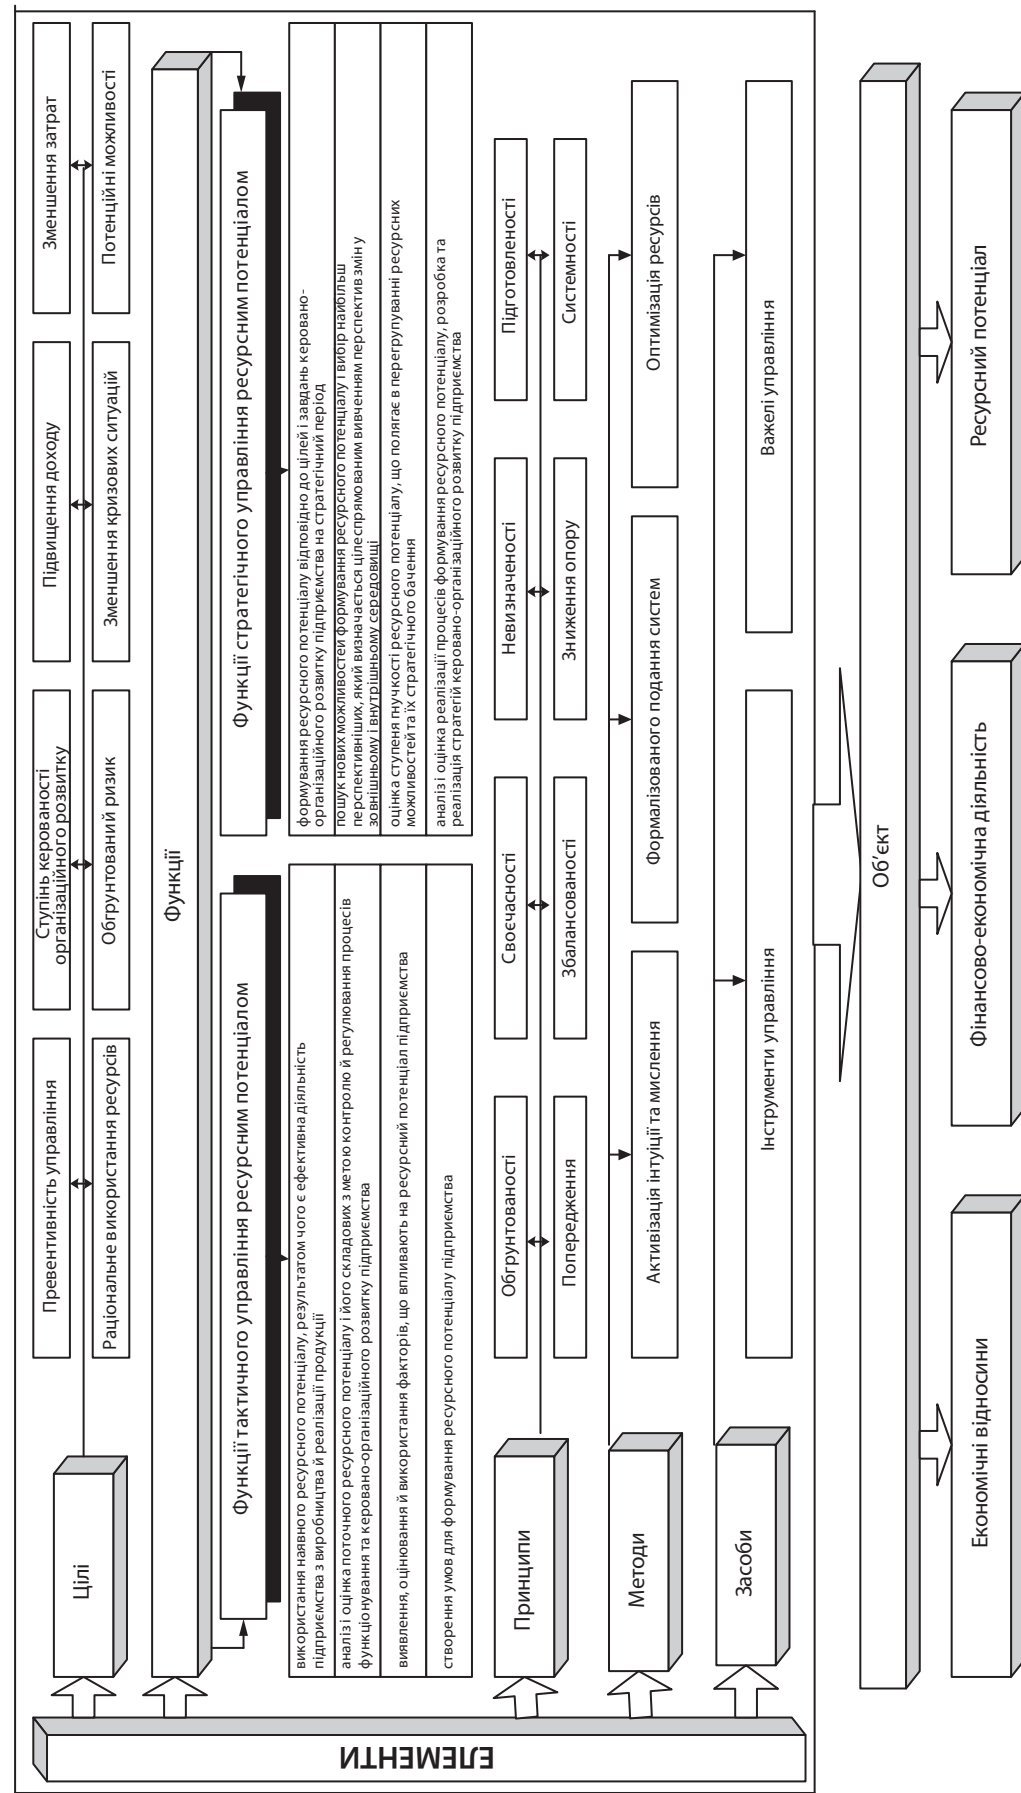 ЕЛЕМЕНТИ
Цілі
Превентивність управління
Ступінь керованості
організаційного розвитку
Підвищення доходу
Зменшення затрат
Раціональне використання ресурсів
Обгрунтований ризик
Зменшення кризових ситуацій
Потенційні можливості
Функції
Функції тактичного управління ресурсним потенціалом
використання наявного ресурсного потенціалу, результатом чого є ефективна діяльність
підприємства з виробництва й реалізації продукції
аналіз і оцінка поточного ресурсного потенціалу і його складових з метою контролю й регулювання процесів
функціонування та керовано-організаційного розвитку підприємства
виявлення, оцінювання й використання факторів, що впливають на ресурсний потенціал підприємства
створення умов для формування ресурсного потенціалу підприємства
Функції стратегічного управління ресурсним потенціалом
формування ресурсного потенціалу відповідно до цілей і завдань керовано-
організаційного розвитку підприємства на стратегічний період
пошук нових можливостей формування ресурсного потенціалу і вибір найбільш
перспективніших, який визначається цілеспрямованим вивченням перспектив змін у
зовнішньому і внутрішньому середовищі
оцінка ступеня гнучкості ресурсного потенціалу, що полягає в перегрупуванні ресурсних
можливостей та їх стратегічного бачення
аналіз і оцінка реалізації процесів формування ресурсного потенціалу, розробка та
реалізація стратегій керовано-організаційного розвитку підприємства
Принципи
Обгрунтованості
Своєчасності
Невизначеності
Підготовленості
Попередження
Збалансованості
Зниження опору
Системності
Методи
Активізація інтуіції та мислення
Формалізованого подання систем
Оптимізація ресурсів
Засоби
Інструменти управління
Важелі управління
Об’єкт
Економічні відносини
Фінансово-економічна діяльність
Ресурсний потенціал